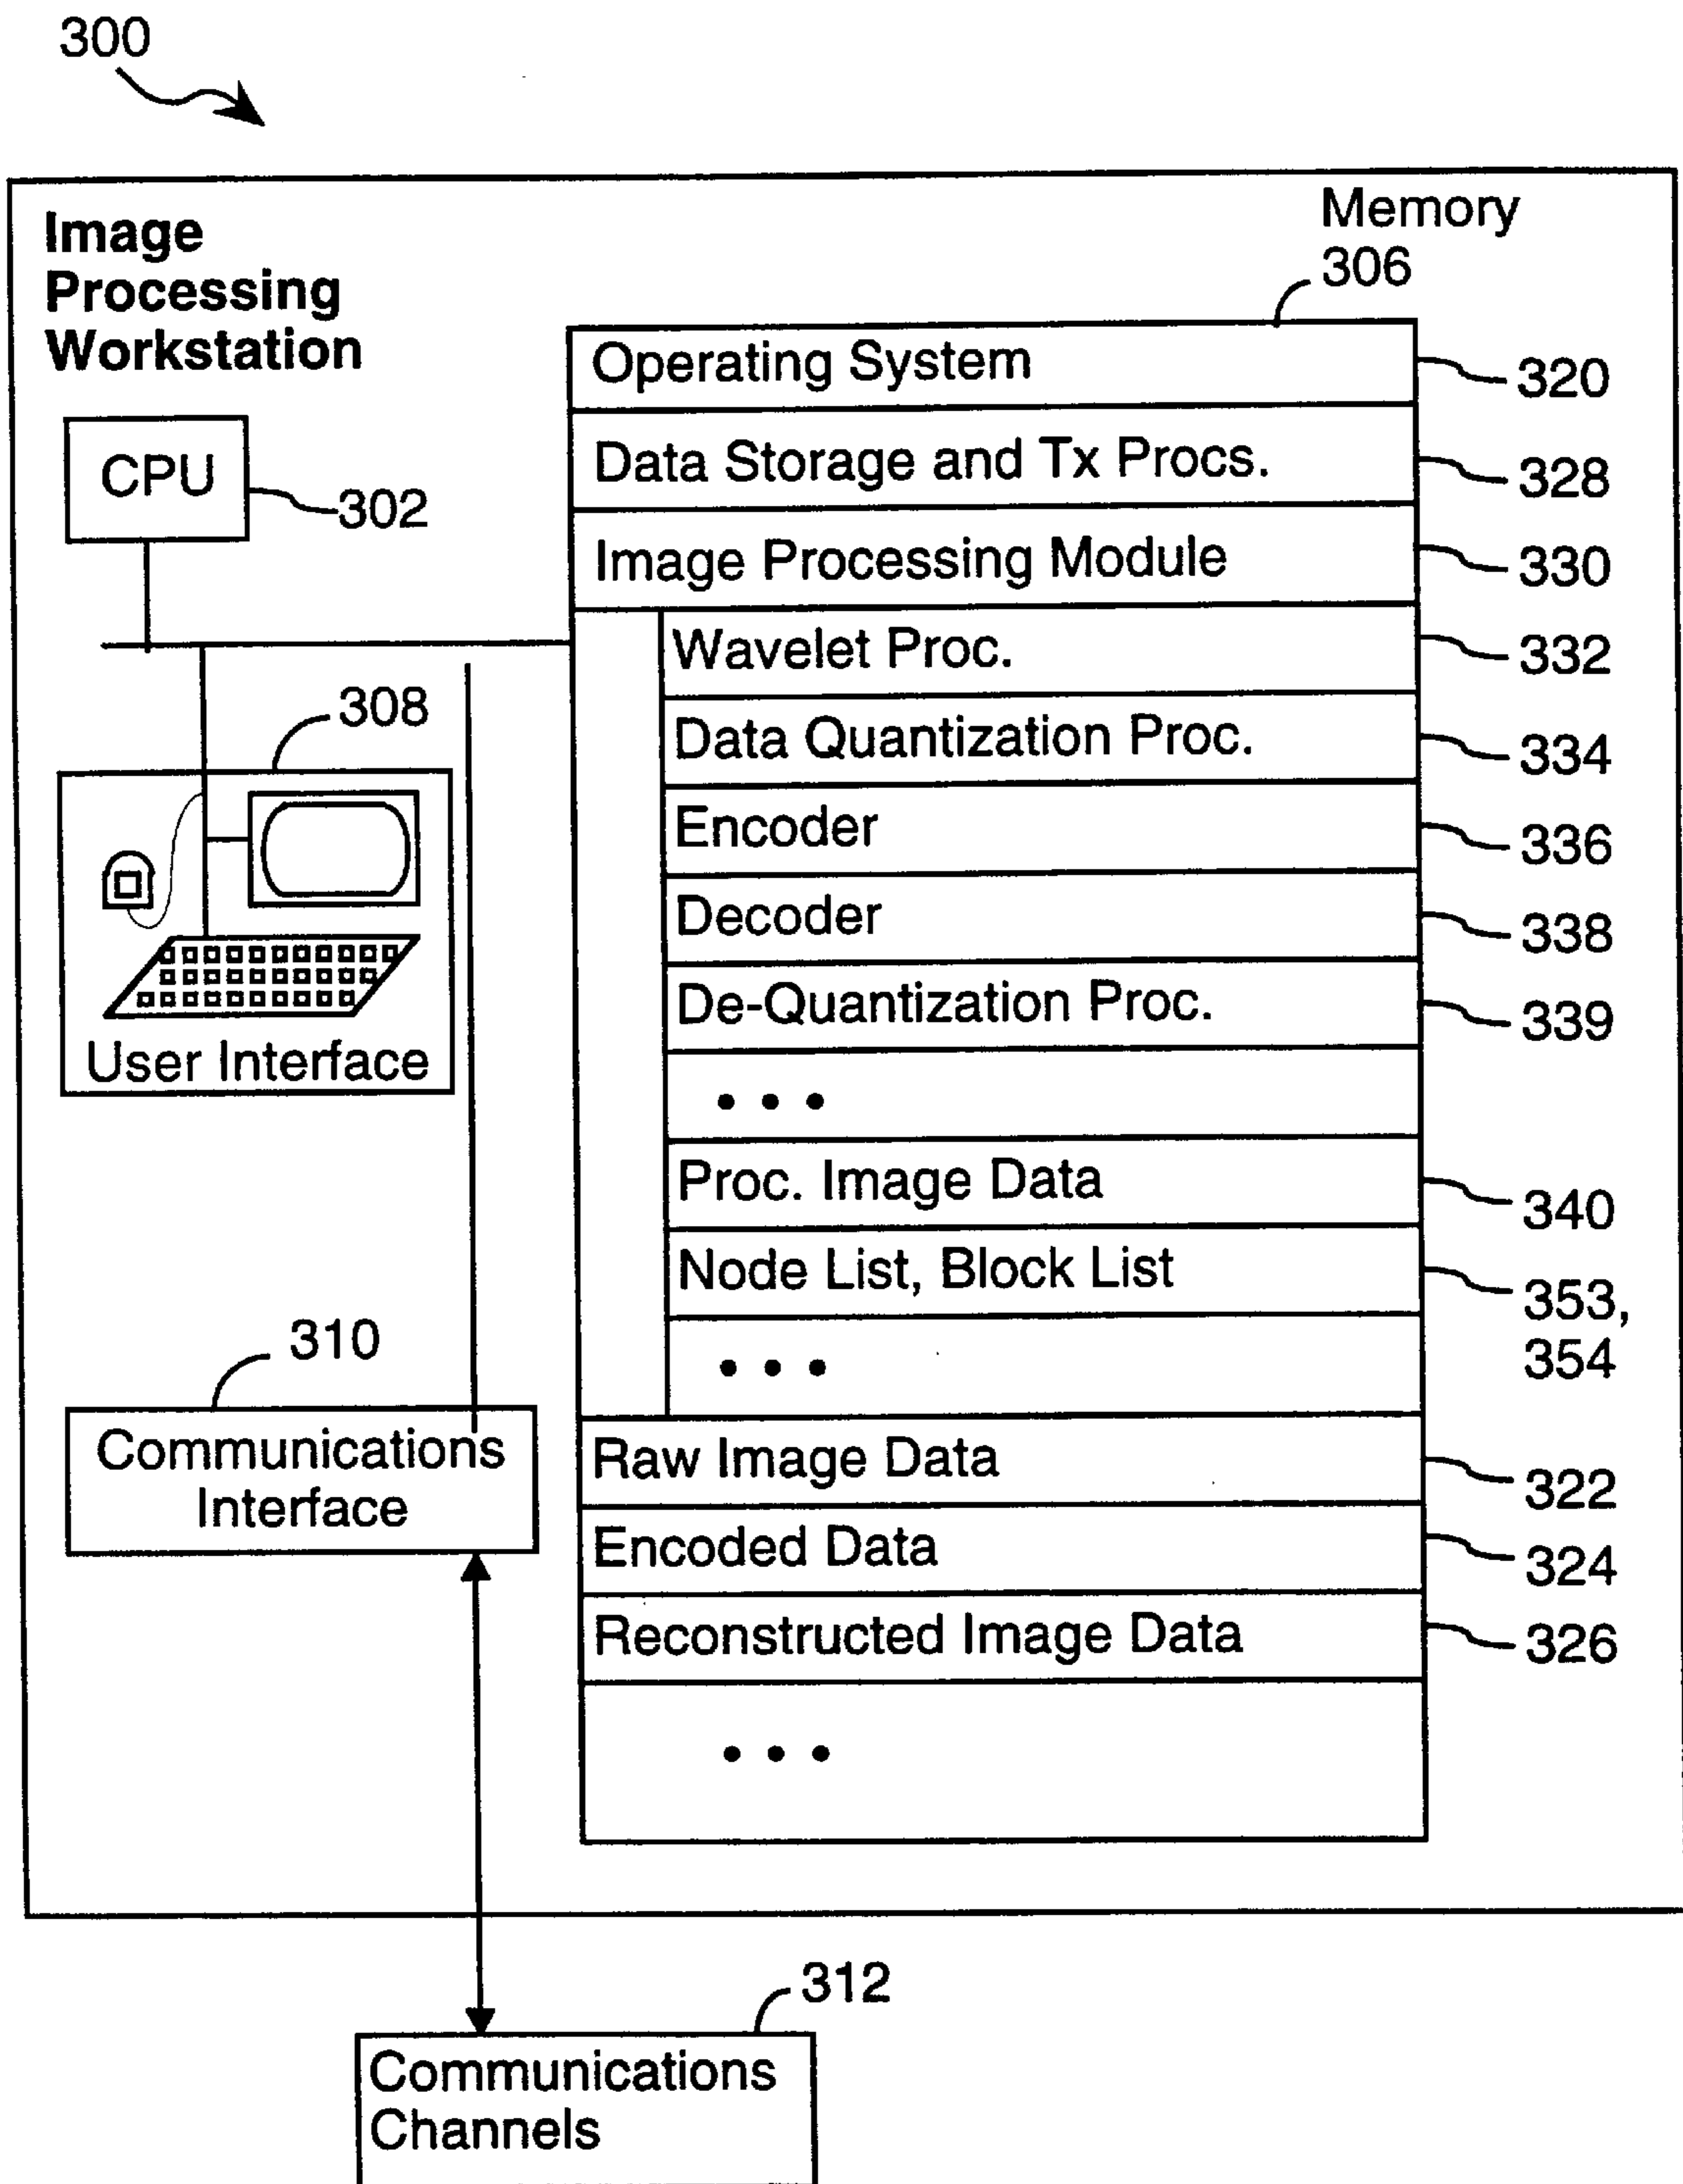 300
Image
Processing
Workstation
Memory
306
Operating System
320
CPU
302
Data Storage and Tx Procs.
328
Image Processing Module
330
Wavelet Proc.
332
308
Data Quantization Proc.
334
Encoder
336
Decoder
338
De-Quantization Proc.
339
User Interface
• • •
Proc. Image Data
340
Node List, Block List
353,
354
• • •
310
Communications
Interface
Raw Image Data
322
Encoded Data
324
Reconstructed Image Data
326
• • •
312
Communications
Channels